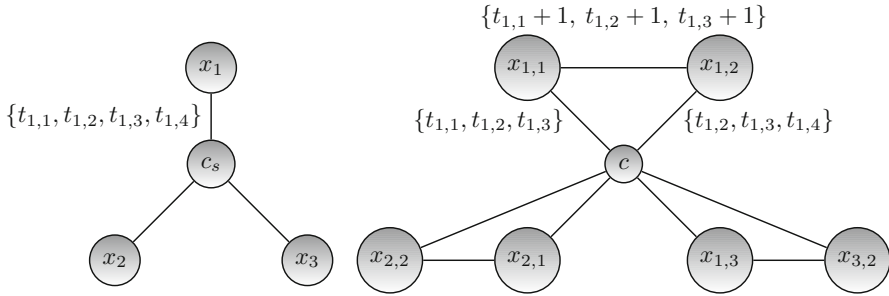 {t_{1,1} + 1, t_{1,2} + 1, t_{1,3} + 1}
x_1
x_{1,1}
x_{1,2}
{t_{1,1}, t_{1,2}, t_{1,3}, t_{1,4}}
{t_{1,1}, t_{1,2}, t_{1,3}}
{t_{1,2}, t_{1,3}, t_{1,4}}
c_s
c
x_2
x_3
x_{2,2}
x_{2,1}
x_{1,3}
x_{3,2}